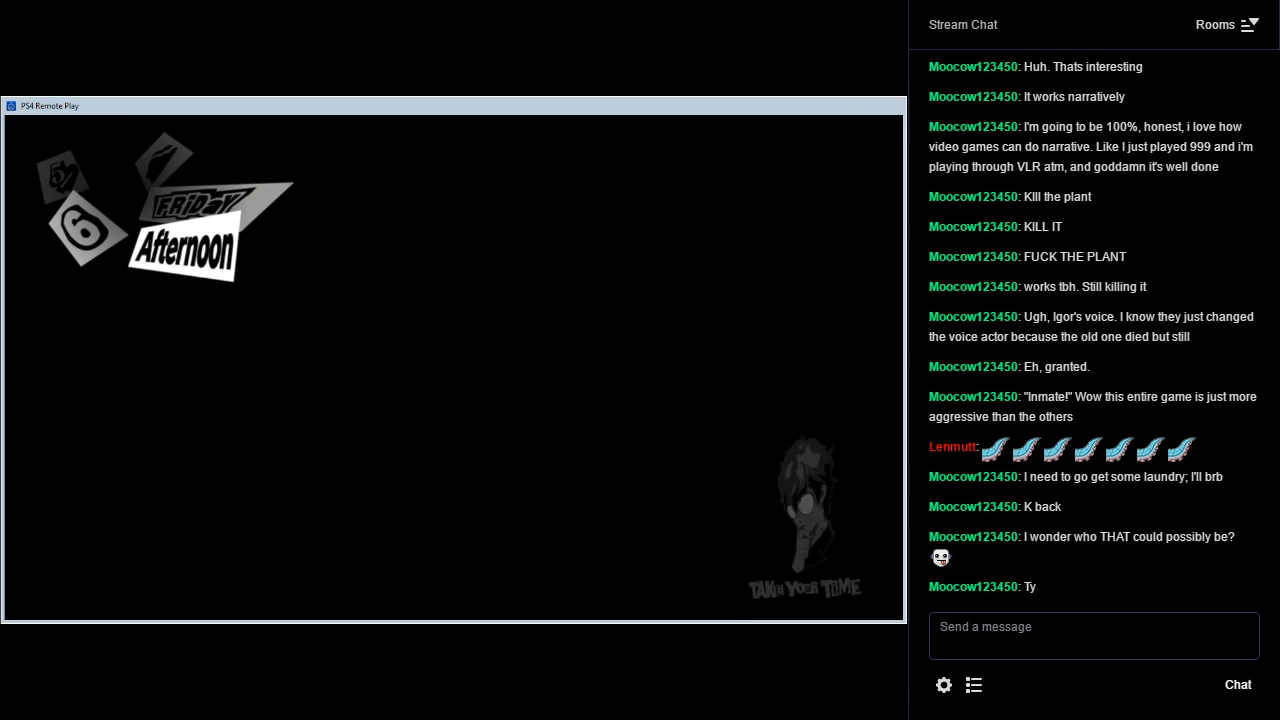 Stream Chat
Rooms
PS4 Remote Play
5/
6
FRiDAY
Afternoon
TAKE YOUR TiME
Moocow123450: Huh. Thats interesting
Moocow123450: It works narratively
Moocow123450: I'm going to be 100%, honest, i love how
video games can do narrative. Like I just played 999 and i'm
playing through VLR atm, and goddamn it's well done
Moocow123450: KIll the plant
Moocow123450: KILL IT
Moocow123450: FUCK THE PLANT
Moocow123450: works tbh. Still killing it
Moocow123450: Ugh, Igor's voice. I know they just changed
the voice actor because the old one died but still
Moocow123450: Eh, granted.
Moocow123450: "Inmate!" Wow this entire game is just more
aggressive than the others
Lenmutt:
Moocow123450: I need to go get some laundry; I'll brb
Moocow123450: K back
Moocow123450: I wonder who THAT could possibly be?
Moocow123450: Ty
Send a message
Chat